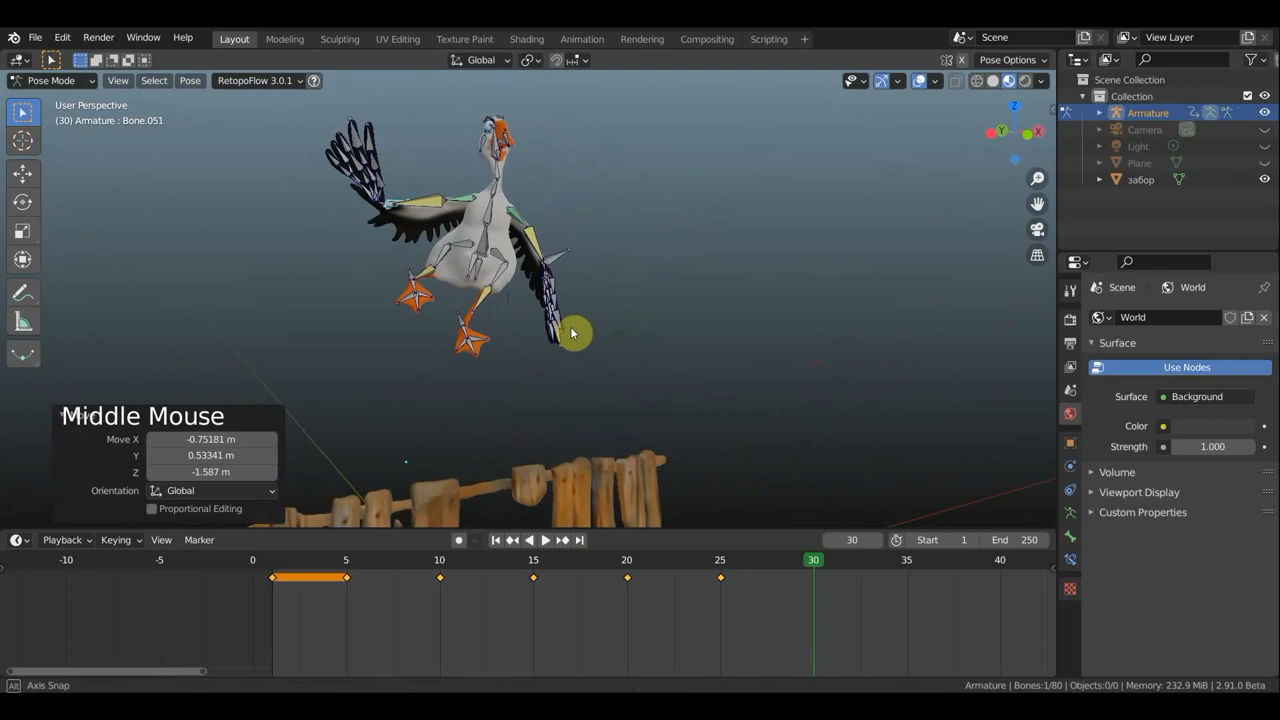 File Edit Render Window Help Layout Modeling Sculpting UV Editing Texture Paint Shading Animation Rendering Compositing Scripting + Scene View Layer
Global Pose Options
Pose Mode View Select Pose RetopoFlow 3.0.1 Scene Collection
Collection
User Perspective
(30) Armature : Bone.051
Armature
Camera
Light
Plane
забор
Z
Y X
Scene World
World
Surface
Use Nodes
Surface Background
Color
Strength 1.000
Volume
Viewport Display
Custom Properties
Middle Mouse
Move X -0.75181 m
Y 0.53341 m
Z -1.587 m
Orientation Global
Proportional Editing
Playback Keying View Marker 30 Start 1 End 250
-10 -5 0 5 10 15 20 25 30 35 40
Alt Axis Snap Armature | Bones:1/80 | Objects:0/0 | Memory: 232.9 MiB | 2.91.0 Beta